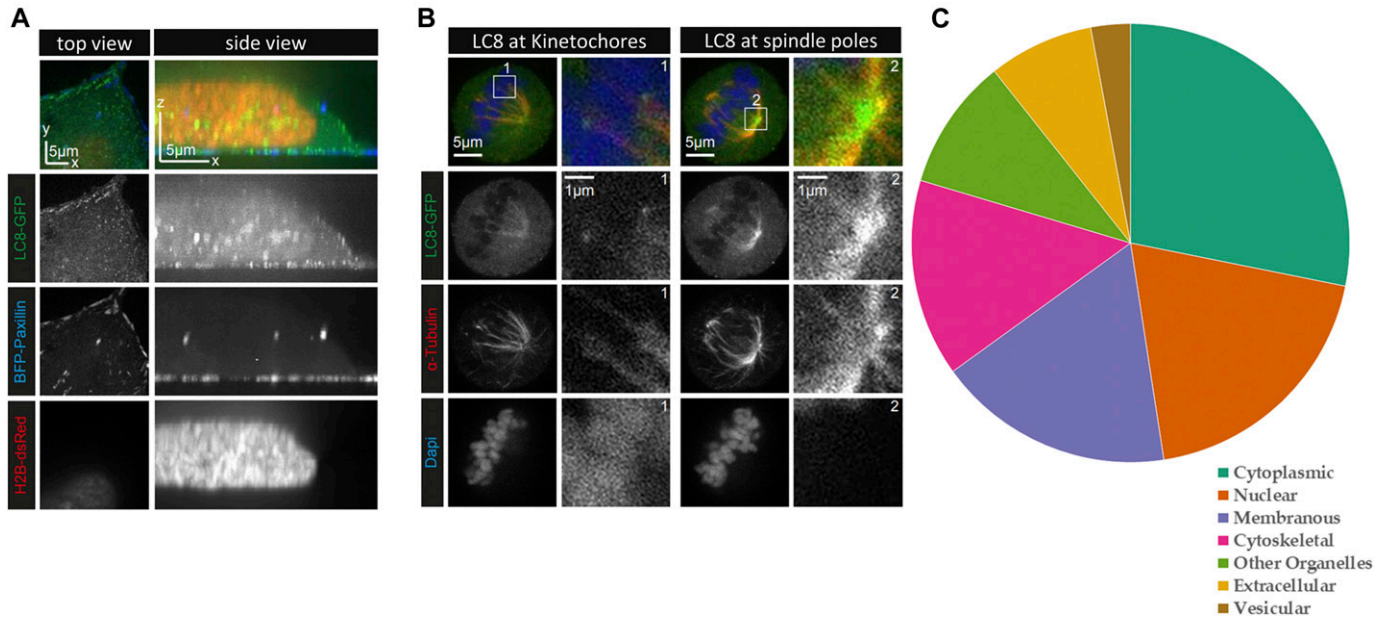 A
top view
side view
y
5μm
x
z
5μm
x
LC8-GFP
BFP-Paxillin
H2B-dsRed
B
LC8 at Kinetochores
LC8 at spindle poles
1
5μm
1
2
5μm
2
LC8-GFP
1
1μm
2
1μm
α-Tubulin
1
2
Dapi
1
2
C
Cytoplasmic
Nuclear
Membranous
Cytoskeletal
Other Organelles
Extracellular
Vesicular